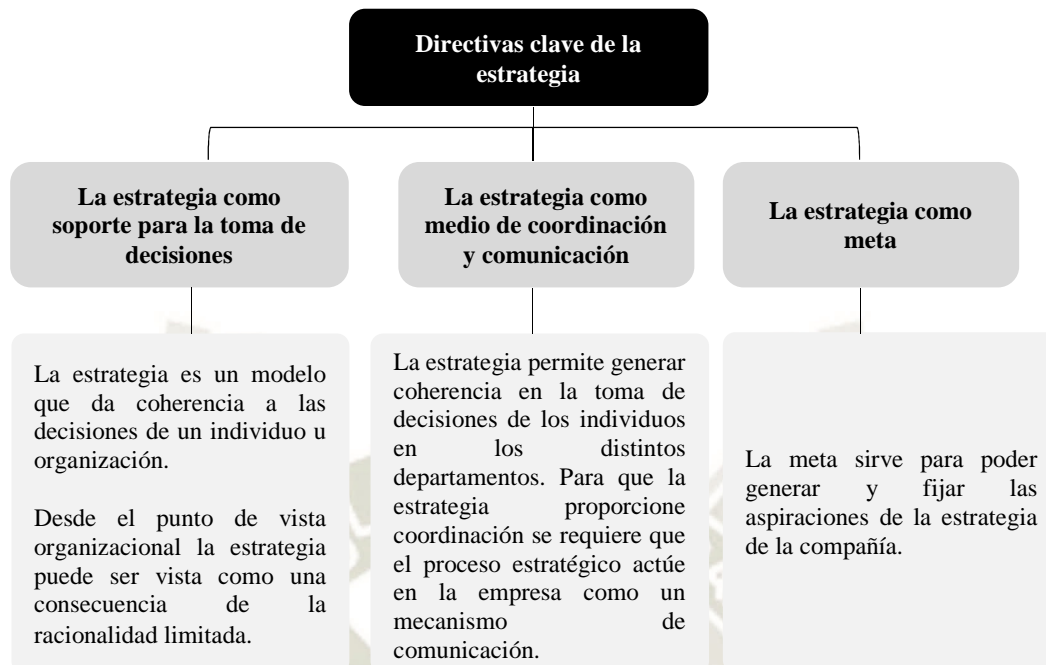 Directivas clave de la
estrategia
La estrategia como
soporte para la toma de
decisiones
La estrategia como
medio de coordinación
y comunicación
La estrategia como
meta
La estrategia es un modelo
que da coherencia a las
decisiones de un individuo u
organización.
Desde el punto de vista
organizacional la estrategia
puede ser vista como una
consecuencia de la
racionalidad limitada.
La estrategia permite generar
coherencia en la toma de
decisiones de los individuos
en los distintos
departamentos. Para que la
estrategia proporcione
coordinación se requiere que
el proceso estratégico actúe
en la empresa como un
mecanismo de
comunicación.
La meta sirve para poder
generar y fijar las
aspiraciones de la estrategia
de la compañía.